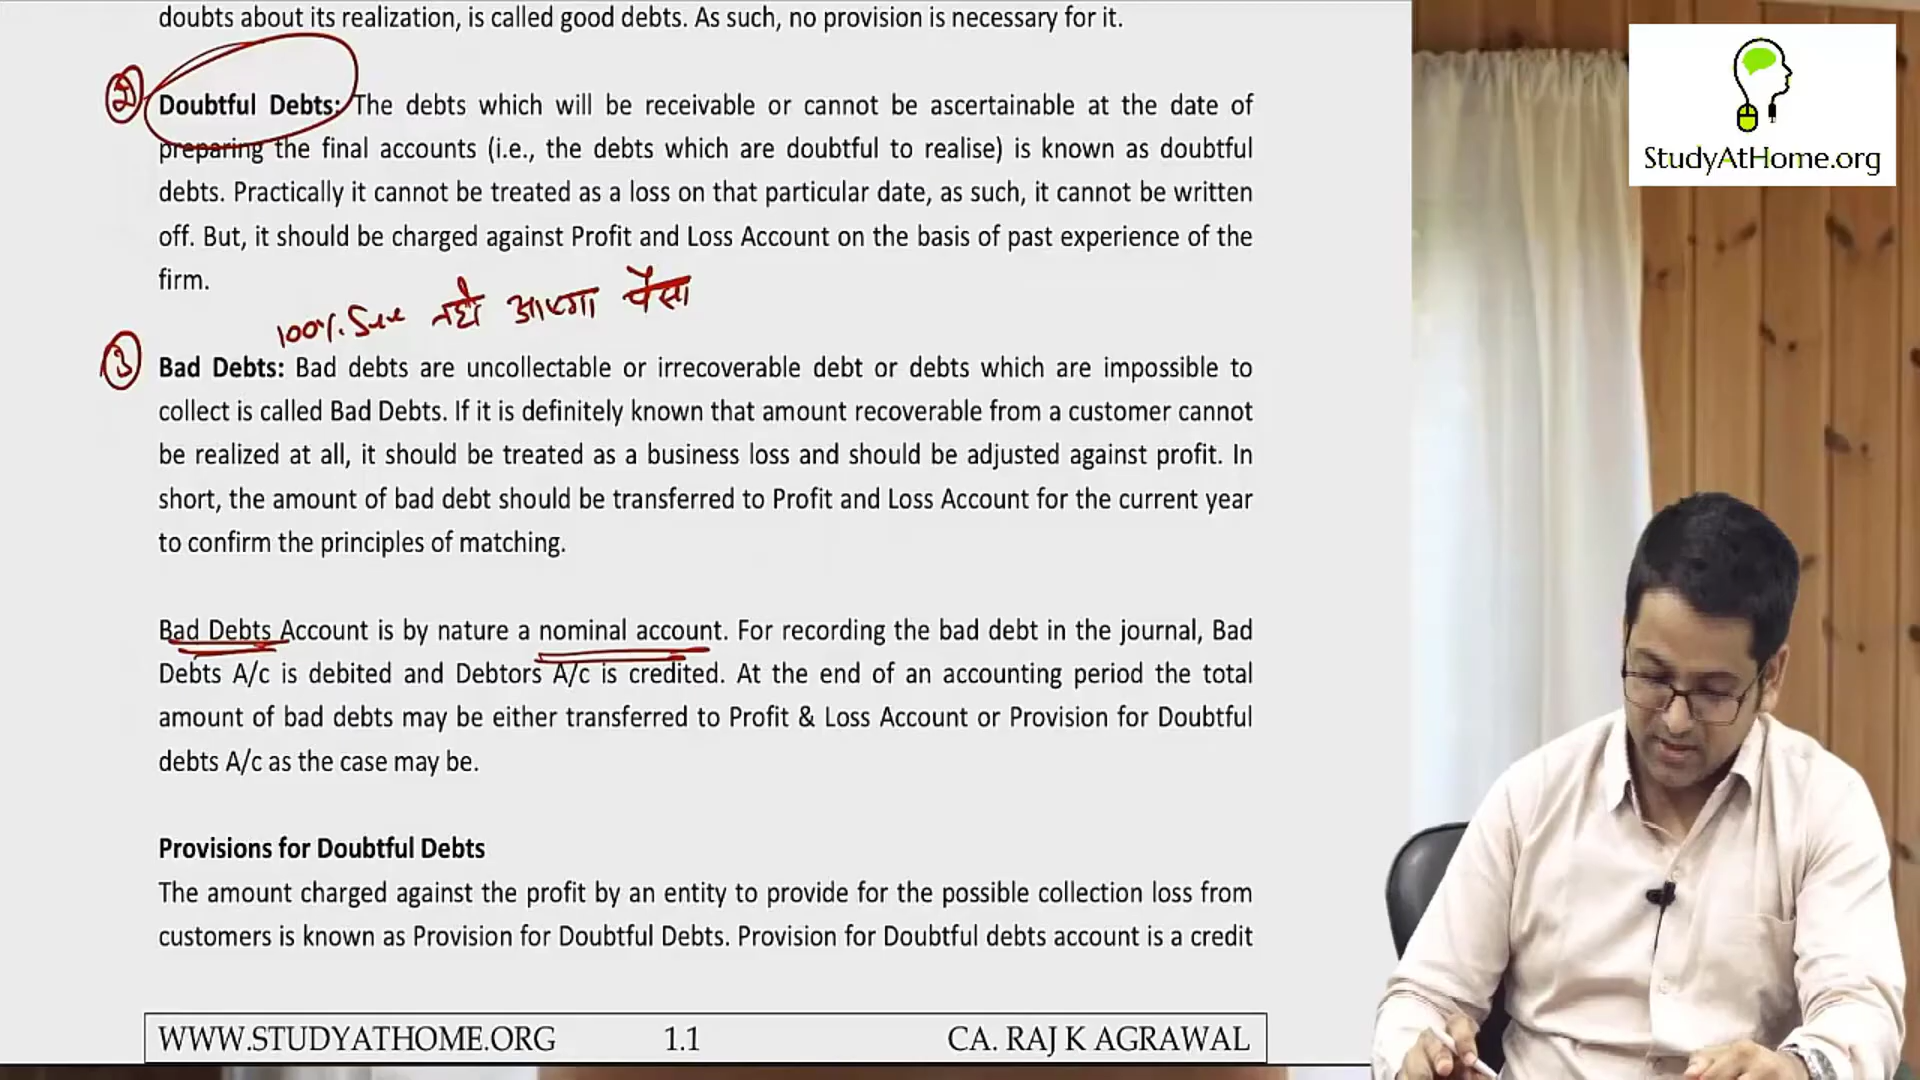 doubts about its realization, is called good debts. As such, no provision is necessary for it.
② Doubtful Debts: The debts which will be receivable or cannot be ascertainable at the date of
preparing the final accounts (i.e., the debts which are doubtful to realise) is known as doubtful
debts. Practically it cannot be treated as a loss on that particular date, as such, it cannot be written
off. But, it should be charged against Profit and Loss Account on the basis of past experience of the
firm.
100% Sure नही आएगा पैसा
③ Bad Debts: Bad debts are uncollectable or irrecoverable debt or debts which are impossible to
collect is called Bad Debts. If it is definitely known that amount recoverable from a customer cannot
be realized at all, it should be treated as a business loss and should be adjusted against profit. In
short, the amount of bad debt should be transferred to Profit and Loss Account for the current year
to confirm the principles of matching.
Bad Debts Account is by nature a nominal account. For recording the bad debt in the journal, Bad
Debts A/c is debited and Debtors A/c is credited. At the end of an accounting period the total
amount of bad debts may be either transferred to Profit & Loss Account or Provision for Doubtful
debts A/c as the case may be.
Provisions for Doubtful Debts
The amount charged against the profit by an entity to provide for the possible collection loss from
customers is known as Provision for Doubtful Debts. Provision for Doubtful debts account is a credit
WWW.STUDYATHOME.ORG 1.1 CA. RAJ K AGRAWAL
StudyAtHome.org